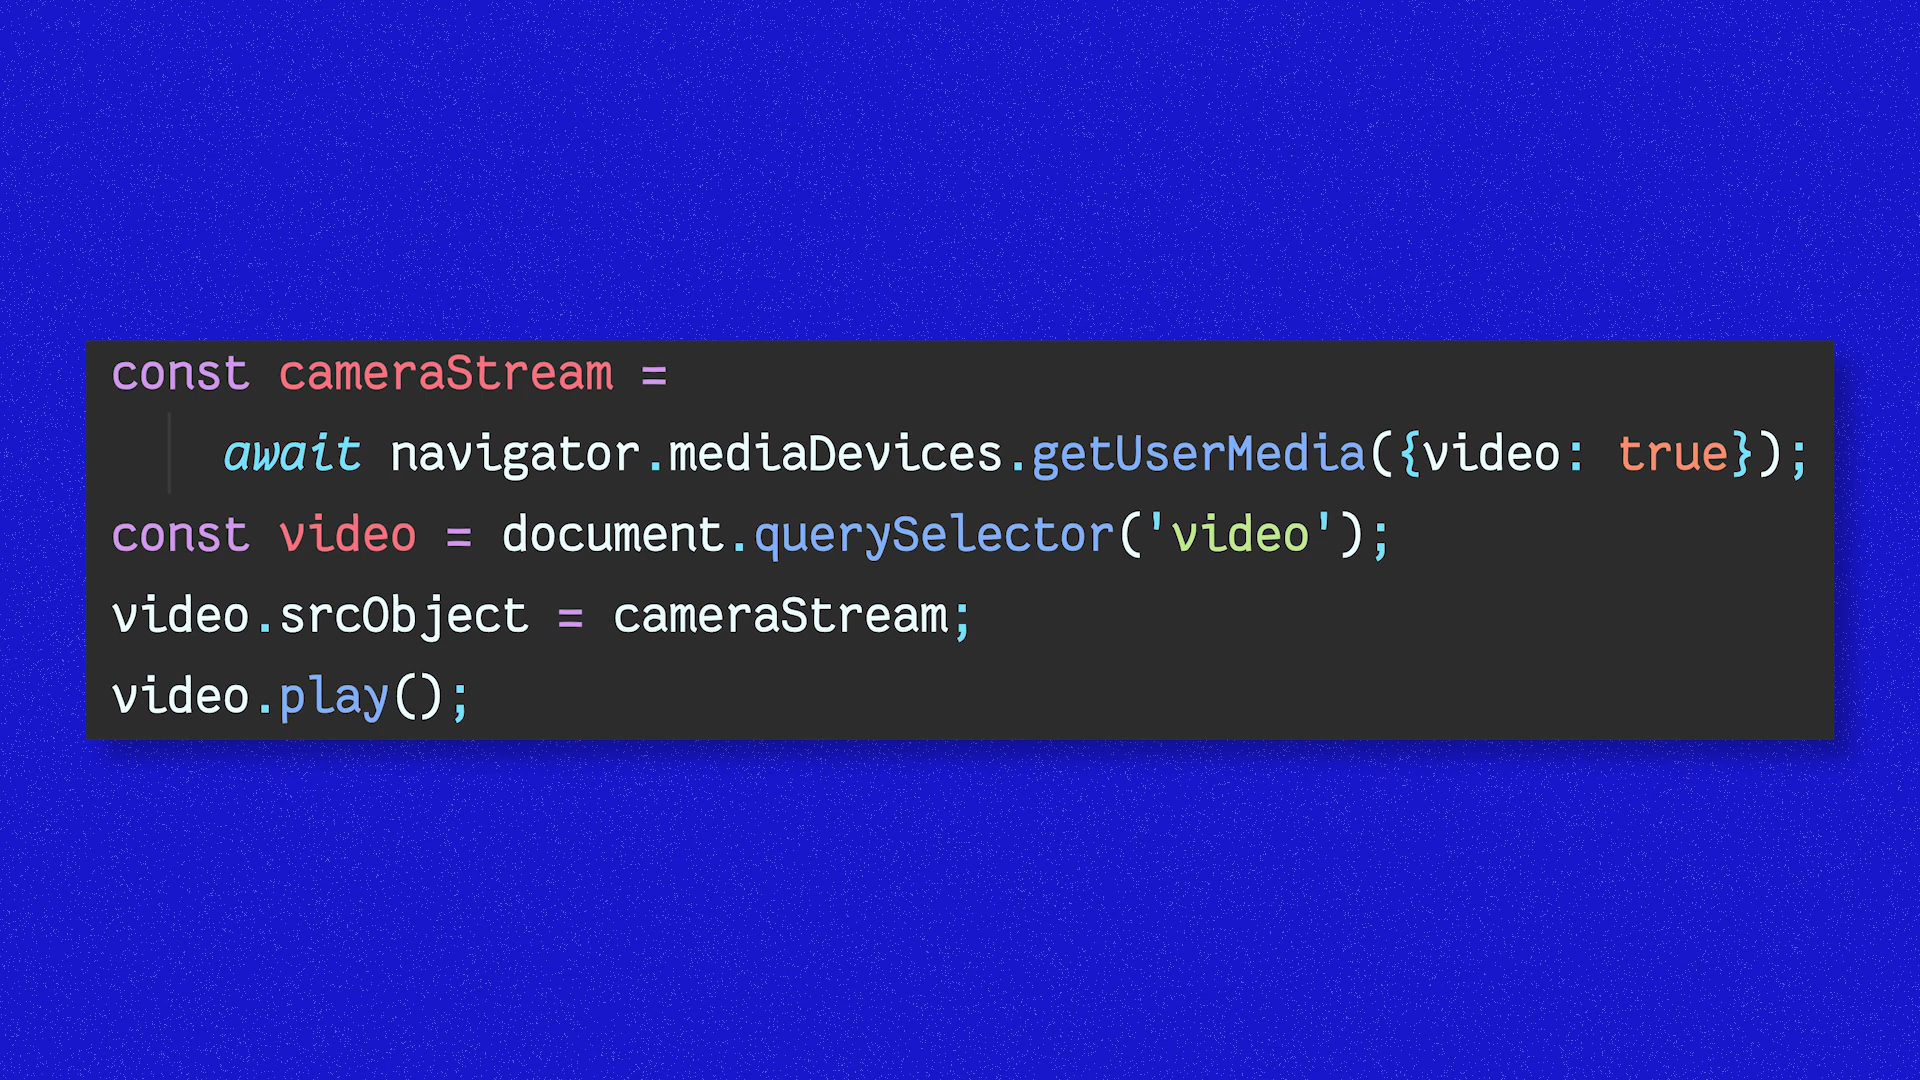 const cameraStream =
await navigator.mediaDevices.getUserMedia({video: true});
const video = document.querySelector('video');
video.srcObject = cameraStream;
video.play();